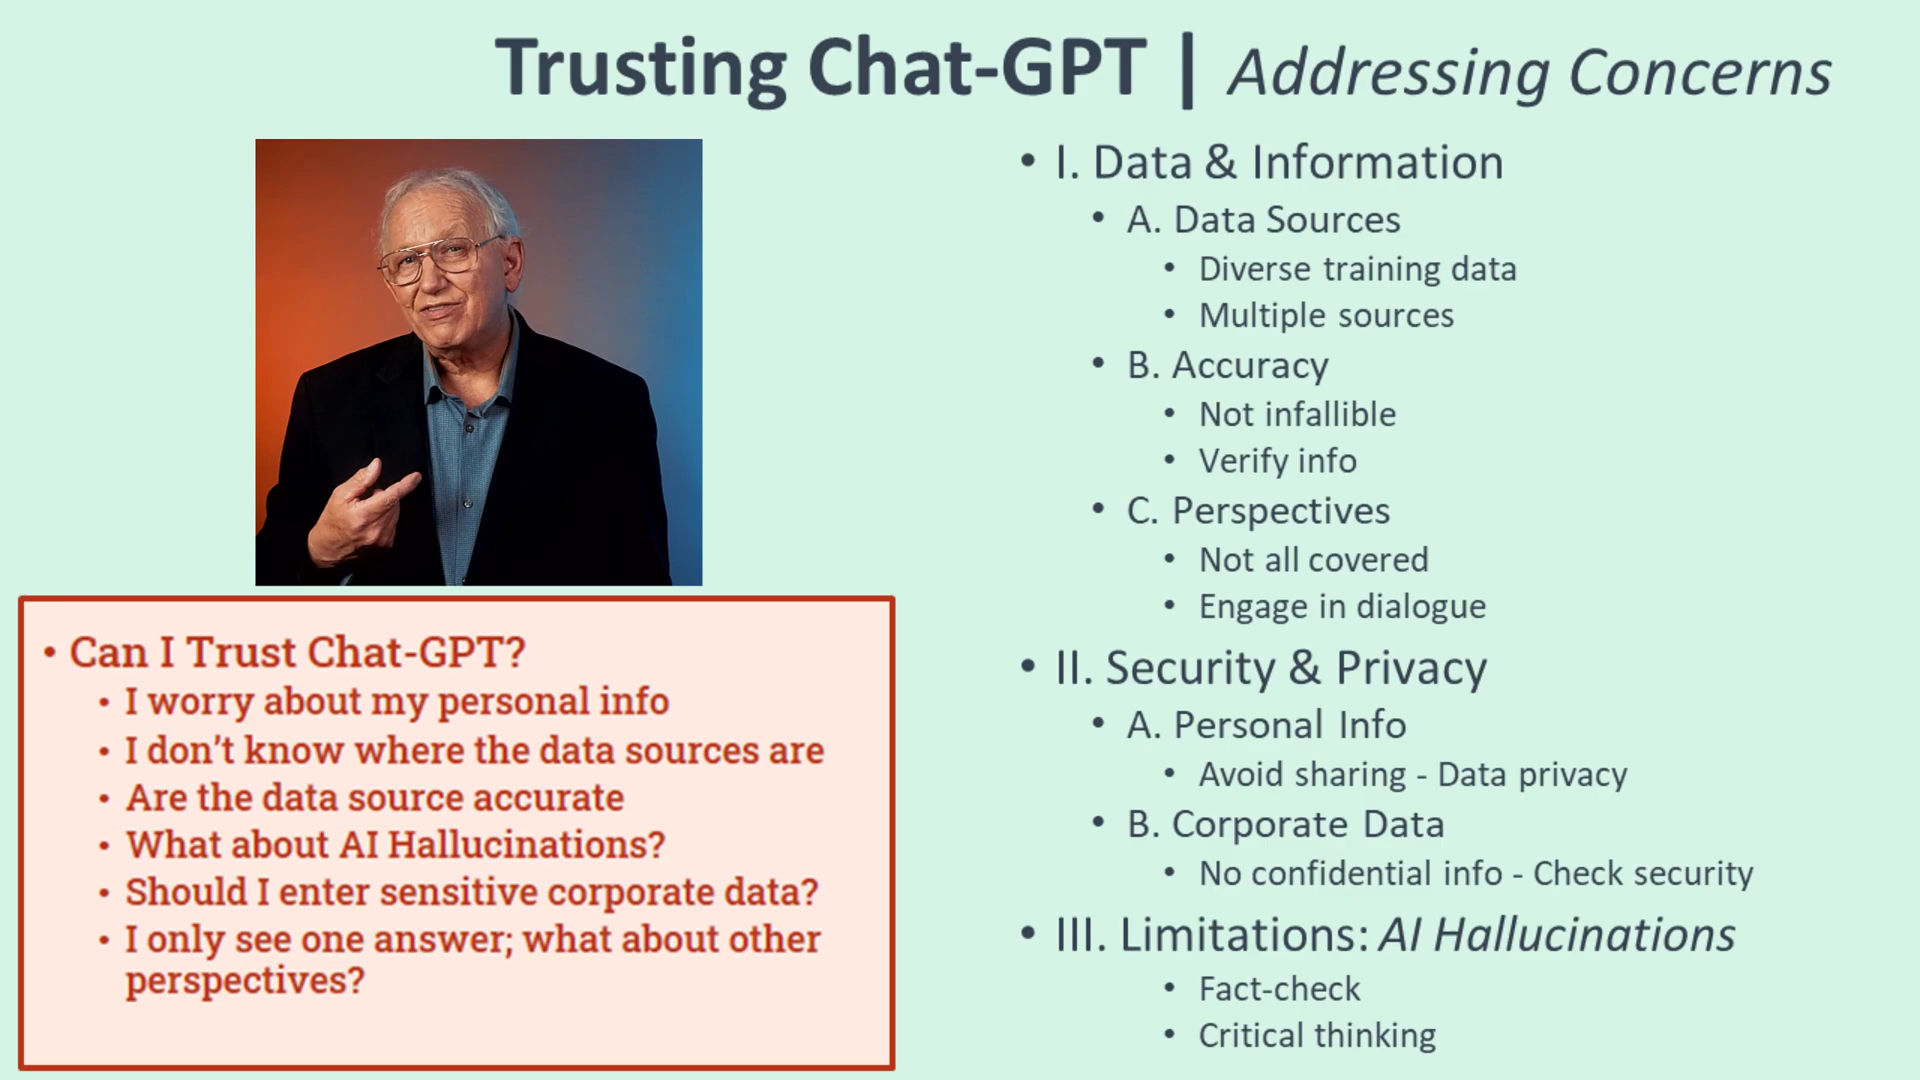 Trusting Chat-GPT | Addressing Concerns
• Can I Trust Chat-GPT?
• I worry about my personal info
• I don’t know where the data sources are
• Are the data source accurate
• What about AI Hallucinations?
• Should I enter sensitive corporate data?
• I only see one answer; what about other
perspectives?
• I. Data & Information
• A. Data Sources
• Diverse training data
• Multiple sources
• B. Accuracy
• Not infallible
• Verify info
• C. Perspectives
• Not all covered
• Engage in dialogue
• II. Security & Privacy
• A. Personal Info
• Avoid sharing - Data privacy
• B. Corporate Data
• No confidential info - Check security
• III. Limitations: AI Hallucinations
• Fact-check
• Critical thinking